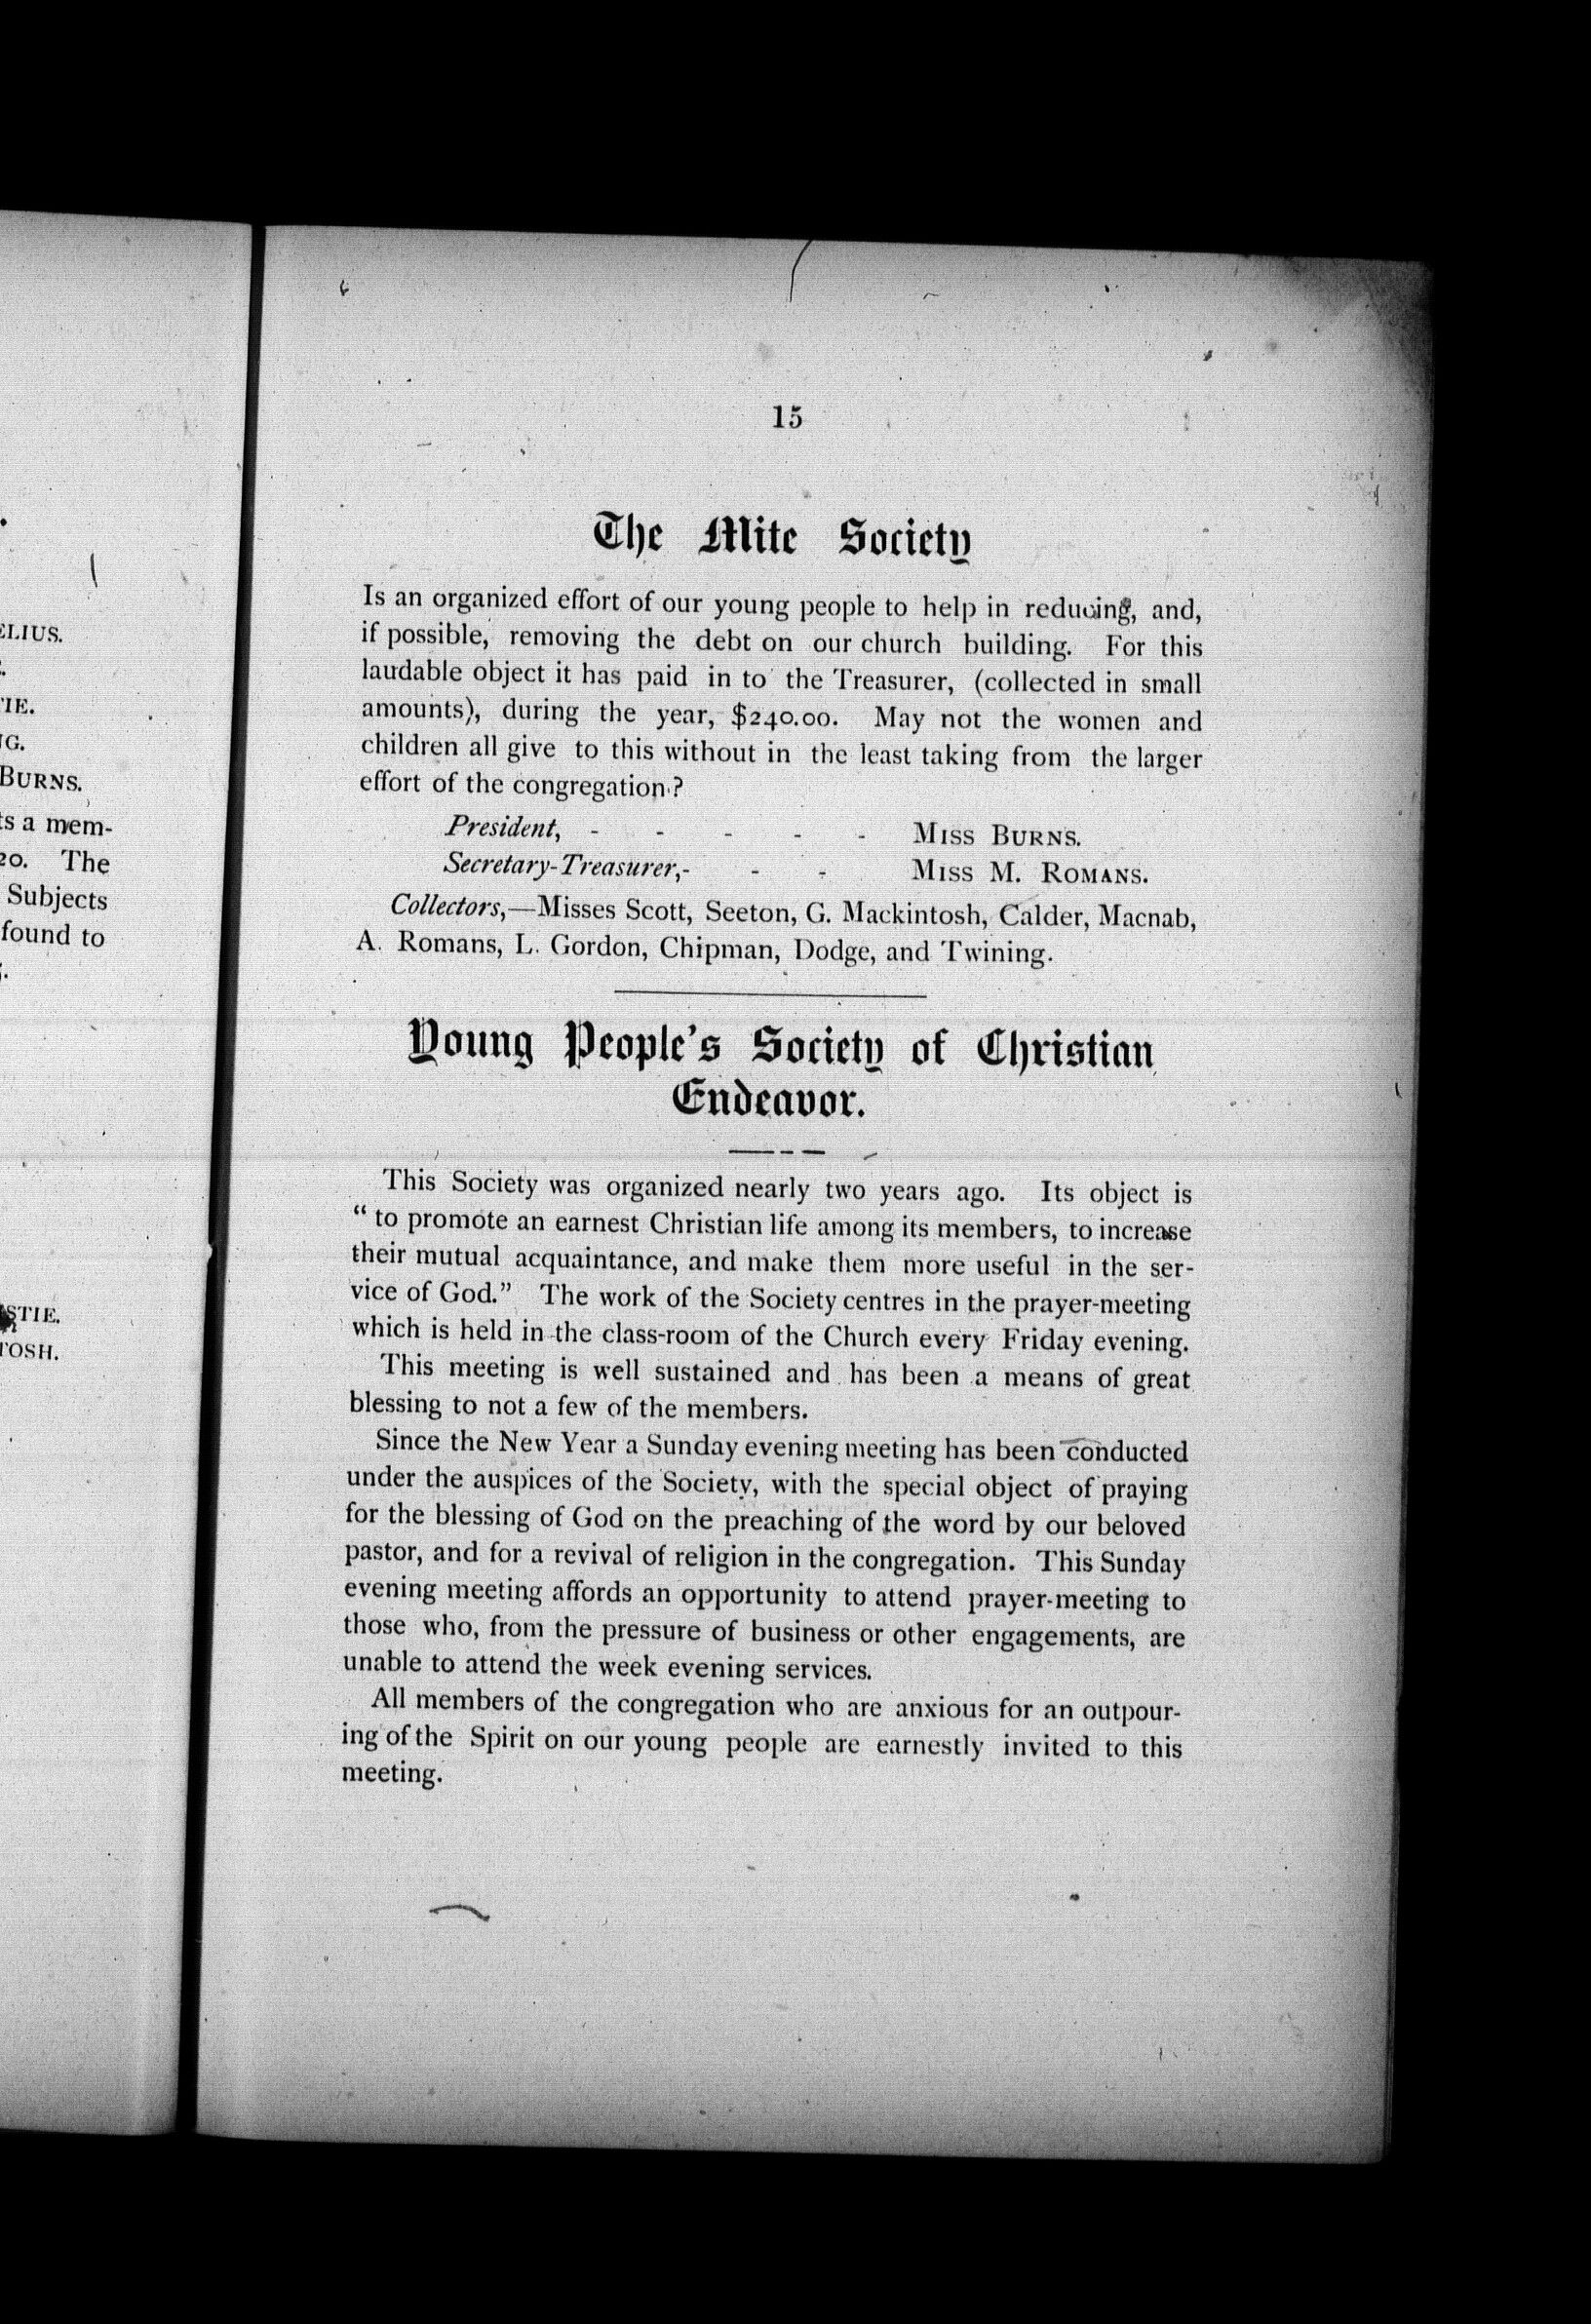 ELIUS.
TIE.
BURNS.
ts a mem-
20. The
Subjects
found to
STIE.
TOSH.
15
The Mite Society
Is an organized effort of our young people to help in reducing, and,
if possible, removing the debt on our church building. For this
laudable object it has paid in to the Treasurer, (collected in small
amounts), during the year, $240.00. May not the women and
children all give to this without in the least taking from the larger
effort of the congregation?
President, - - - - - MISS BURNS.
Secretary-Treasurer,- - - MISS M. ROMANS.
Collectors,—Misses Scott, Seeton, G. Mackintosh, Calder, Macnab,
A. Romans, L. Gordon, Chipman, Dodge, and Twining.
Young People's Society of Christian
Endeavor.
This Society was organized nearly two years ago. Its object is
“to promote an earnest Christian life among its members, to increase
their mutual acquaintance, and make them more useful in the ser-
vice of God.” The work of the Society centres in the prayer-meeting
which is held in the class-room of the Church every Friday evening.
This meeting is well sustained and has been a means of great
blessing to not a few of the members.
Since the New Year a Sunday evening meeting has been conducted
under the auspices of the Society, with the special object of praying
for the blessing of God on the preaching of the word by our beloved
pastor, and for a revival of religion in the congregation. This Sunday
evening meeting affords an opportunity to attend prayer-meeting to
those who, from the pressure of business or other engagements, are
unable to attend the week evening services.
All members of the congregation who are anxious for an outpour-
ing of the Spirit on our young people are earnestly invited to this
meeting.